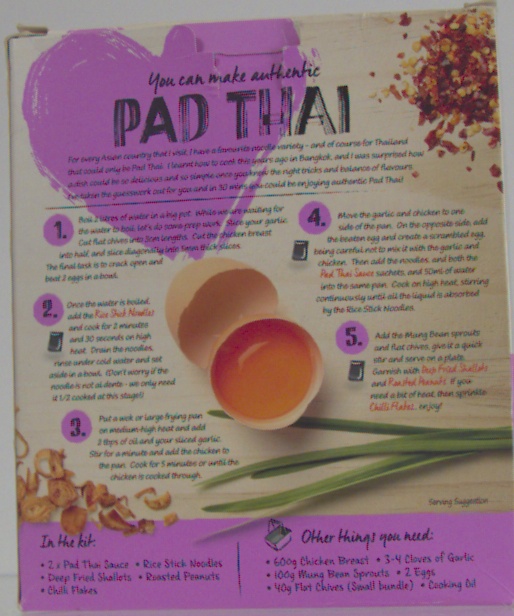 You can make authentic
PAD THAI
For every Asian country that I visit, I have a favourite noodle variety - and of course for Thailand
that could only be Pad Thai. I learnt how to cook this years ago in Bangkok, and I was surprised how
a dish could be so delicious and so simple once you know the right tricks and balance of flavours.
I've taken the guesswork out for you and in 30 mins you could be enjoying authentic Pad Thai!
1.
Boil 2 litres of water in a big pot. Whilst we are waiting for
the water to boil, let's do some prep work. Slice your garlic.
Cut flat chives into 3cm lengths. Cut the chicken breast
into half, and slice diagonally into 5mm thick slices.
The final task is to crack open and
beat 2 eggs in a bowl.
2.
Once the water is boiled,
add the Rice Stick Noodles
and cook for 2 minutes
and 30 seconds on high
heat. Drain the noodles,
rinse under cold water and set
aside in a bowl. (Don't worry if the
noodle is not al dente - we only need
it 1/2 cooked at this stage!)
3.
Put a wok or large frying pan
on medium high heat and add
2 tbps of oil and your sliced garlic.
Stir for a minute and add the chicken to
the pan. Cook for 5 minutes or until the
chicken is cooked through.
4.
Move the garlic and chicken to one
side of the pan. On the opposite side, add
the beaten egg and create a scrambled egg,
being careful not to mix it with the garlic and
chicken. Then add the noodles, and both the
Pad Thai Sauce sachets, and 50ml of water
into the same pan. Cook on high heat, stirring
continuously until all the liquid is absorbed
by the Rice Stick Noodles.
5.
Add the Mung Bean sprouts
and flat chives, give it a quick
stir and serve on a plate.
Garnish with Deep Fried Shallots
and Roasted Peanuts. If you
need a bit of heat, then sprinkle
Chilli Flakes, enjoy!
Serving Suggestion
In the kit:
• 2 x Pad Thai Sauce • Rice Stick Noodles
• Deep Fried Shallots • Roasted Peanuts
• Chilli Flakes
Other things you need:
• 600g Chicken Breast • 3-4 Cloves of Garlic
• 100g Mung Bean Sprouts • 2 Eggs
• 40g Flat Chives (Small bundle) • Cooking Oil